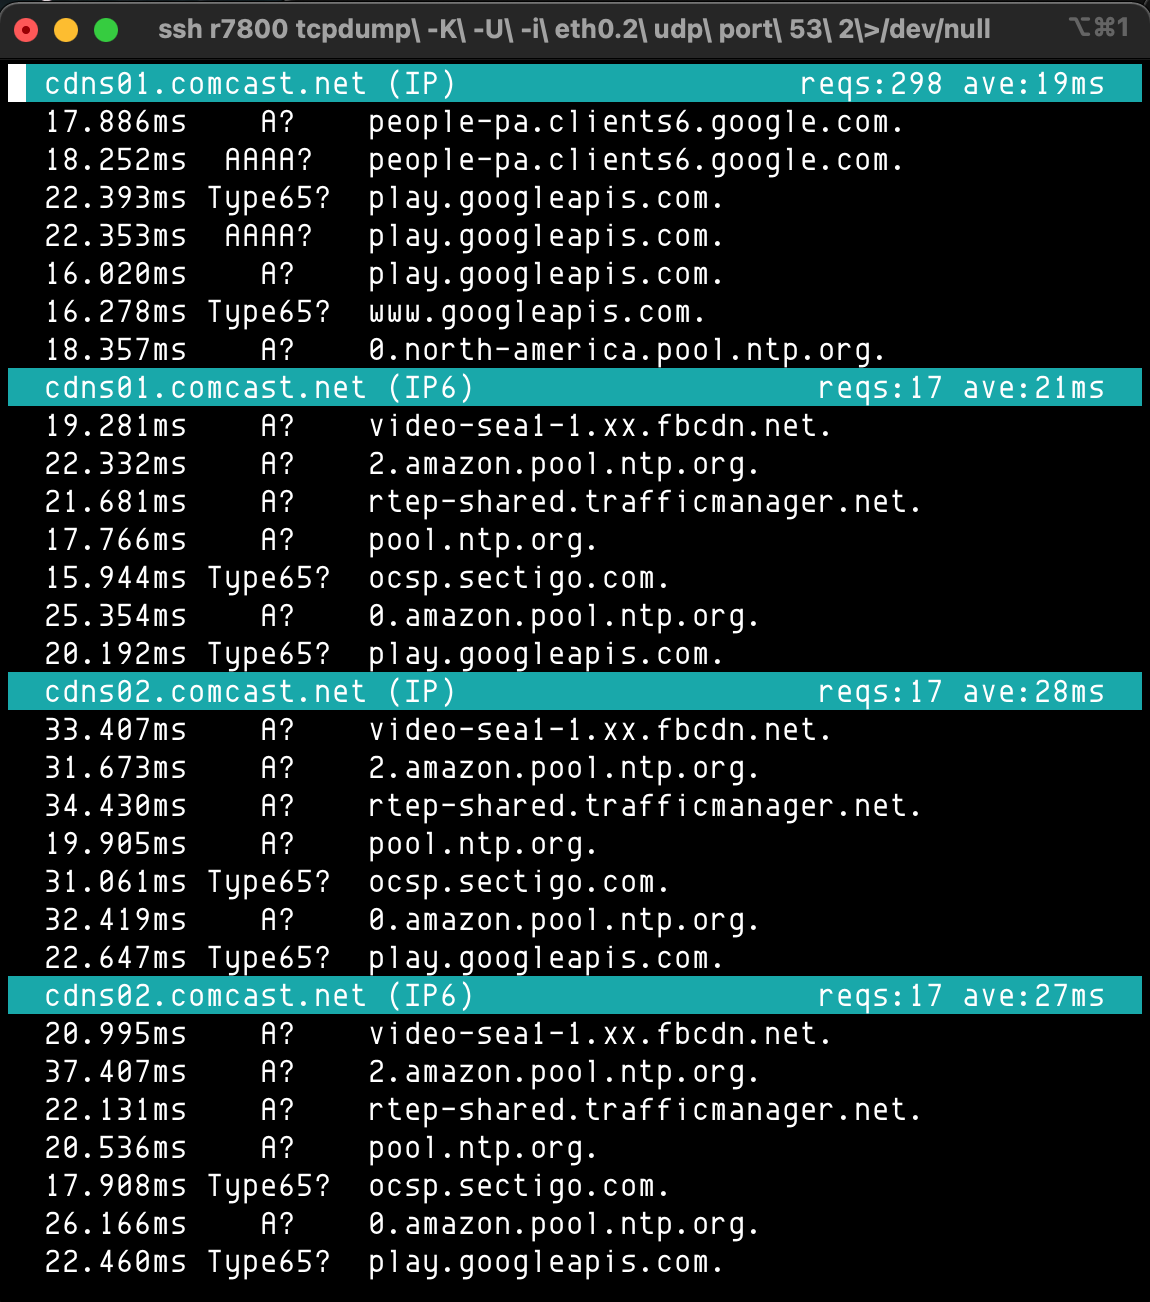 ssh r7800 tcpdump\ -K\ -U\ -i\ eth0.2\ udp\ port\ 53\ 2\>/dev/null ⌥⌘1
cdns01.comcast.net (IP) reqs:298 ave:19ms
17.886ms A? people-pa.clients6.google.com.
18.252ms AAAA? people-pa.clients6.google.com.
22.393ms Type65? play.googleapis.com.
22.353ms AAAA? play.googleapis.com.
16.020ms A? play.googleapis.com.
16.278ms Type65? www.googleapis.com.
18.357ms A? 0.north-america.pool.ntp.org.
cdns01.comcast.net (IP6) reqs:17 ave:21ms
19.281ms A? video-sea1-1.xx.fbcdn.net.
22.332ms A? 2.amazon.pool.ntp.org.
21.681ms A? rtep-shared.trafficmanager.net.
17.766ms A? pool.ntp.org.
15.944ms Type65? ocsp.sectigo.com.
25.354ms A? 0.amazon.pool.ntp.org.
20.192ms Type65? play.googleapis.com.
cdns02.comcast.net (IP) reqs:17 ave:28ms
33.407ms A? video-sea1-1.xx.fbcdn.net.
31.673ms A? 2.amazon.pool.ntp.org.
34.430ms A? rtep-shared.trafficmanager.net.
19.905ms A? pool.ntp.org.
31.061ms Type65? ocsp.sectigo.com.
32.419ms A? 0.amazon.pool.ntp.org.
22.647ms Type65? play.googleapis.com.
cdns02.comcast.net (IP6) reqs:17 ave:27ms
20.995ms A? video-sea1-1.xx.fbcdn.net.
37.407ms A? 2.amazon.pool.ntp.org.
22.131ms A? rtep-shared.trafficmanager.net.
20.536ms A? pool.ntp.org.
17.908ms Type65? ocsp.sectigo.com.
26.166ms A? 0.amazon.pool.ntp.org.
22.460ms Type65? play.googleapis.com.